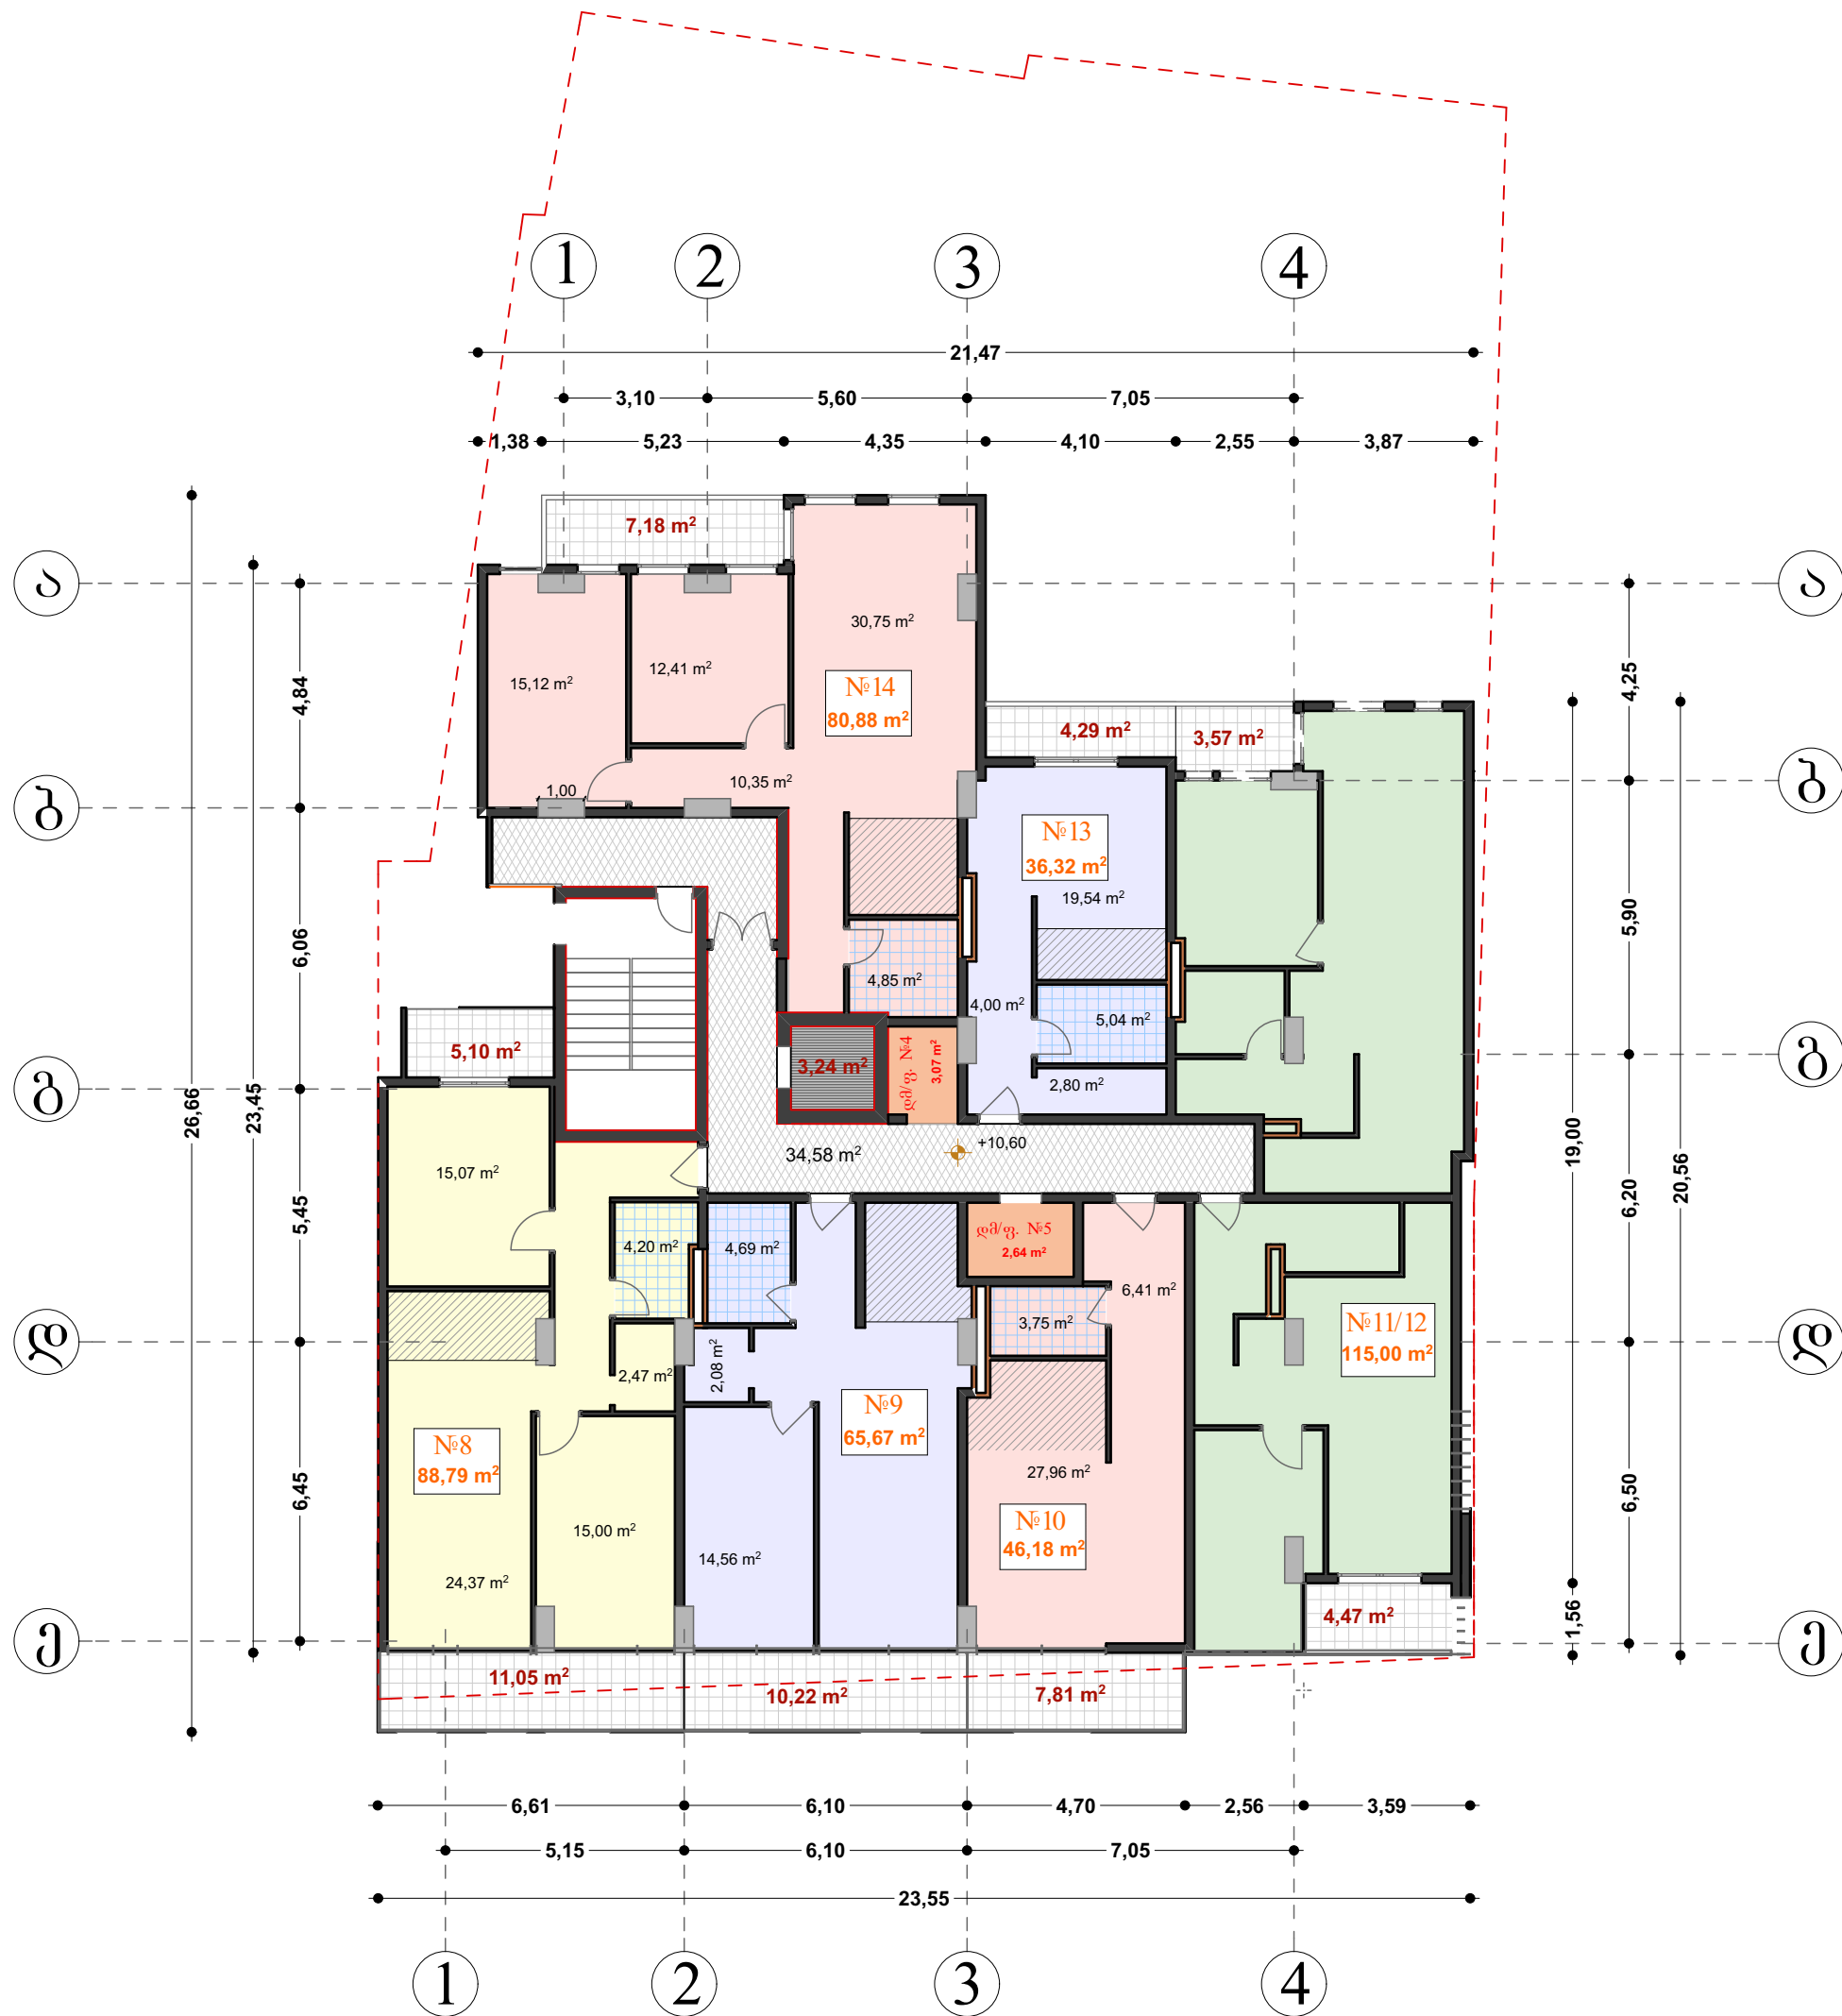 1 2 3 4
21,47
3,10 5,60 7,05
1,38 5,23 4,35 4,10 2,55 3,87
7,18 m²
ა ა
30,75 m²
12,41 m²
15,12 m²
№14
80,88 m²
4,84
4,25
4,29 m²
3,57 m²
1,00
10,35 m²
ბ ბ
№13
36,32 m²
19,54 m²
6,06
5,90
4,85 m²
4,00 m²
5,04 m²
5,10 m²
3,24 m²
დმ/ფ. №4
3,07 m²
2,80 m²
გ გ
26,66
23,45
19,00
20,56
34,58 m²
+10,60
15,07 m²
5,45
6,20
4,20 m²
4,69 m²
დმ/ფ. №5
2,64 m²
6,41 m²
3,75 m²
№11/12
115,00 m²
დ დ
2,47 m²
2,08 m²
№9
65,67 m²
№8
88,79 m²
27,96 m²
6,45
6,50
№10
46,18 m²
15,00 m²
14,56 m²
24,37 m²
4,47 m²
1,56
ე ე
11,05 m²
10,22 m²
7,81 m²
6,61 6,10 4,70 2,56 3,59
5,15 6,10 7,05
23,55
1 2 3 4